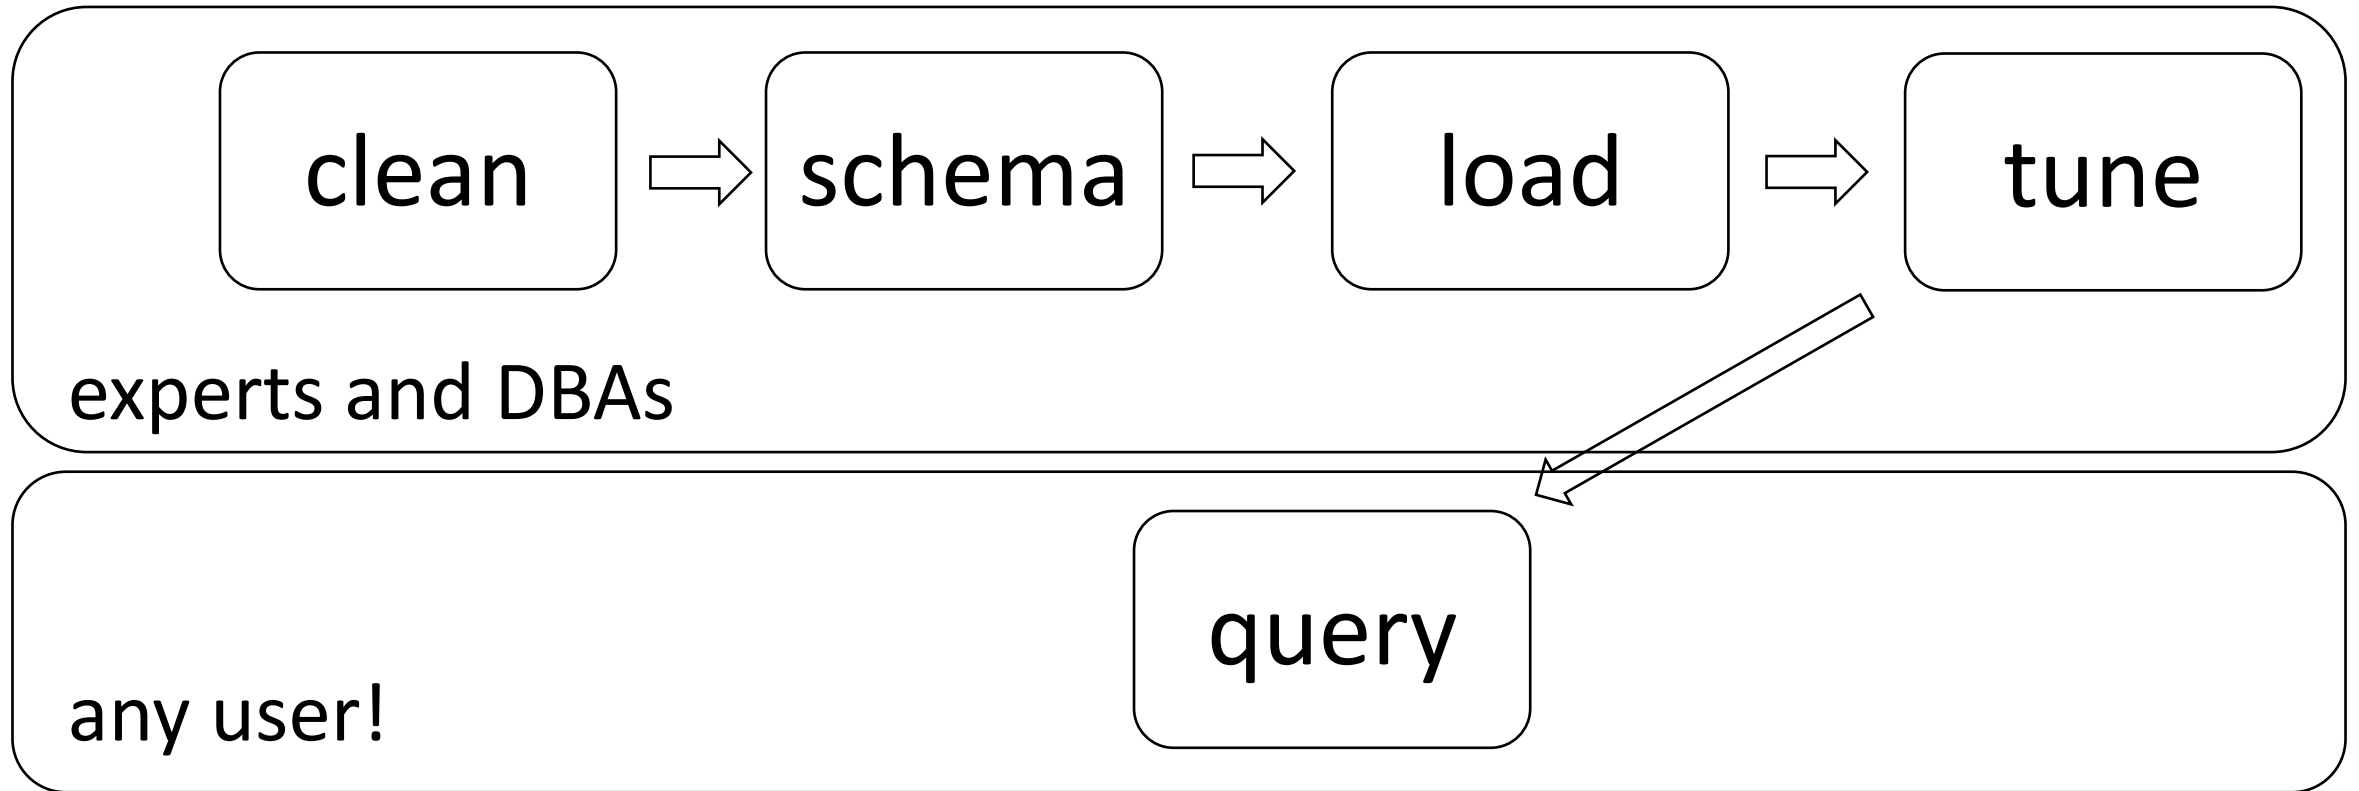 clean
schema
load
tune
experts and DBAs
query
any user!